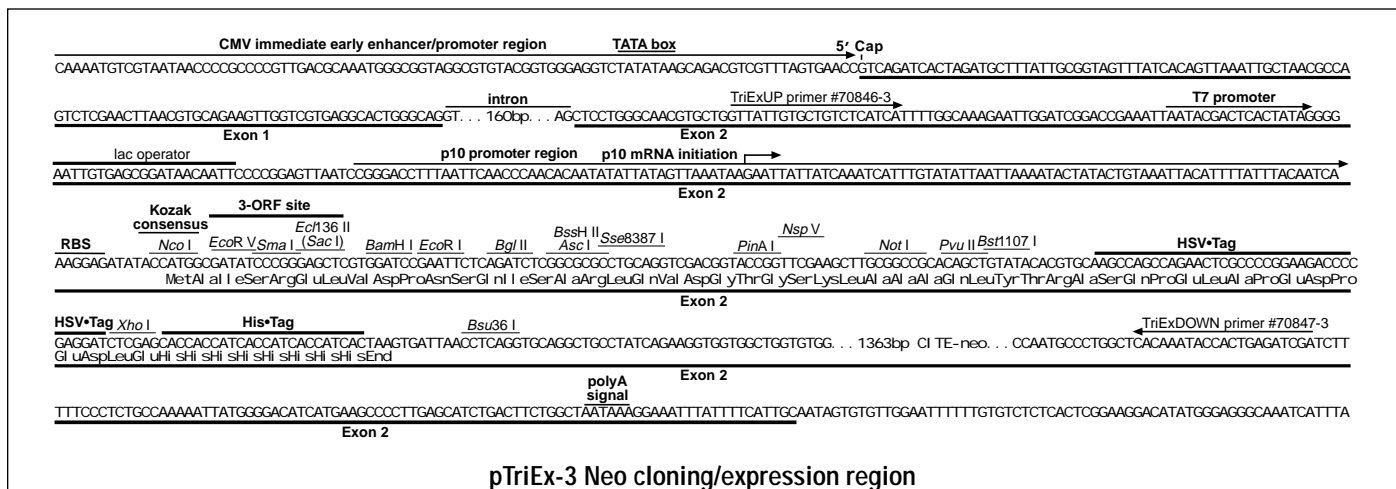 CMV immediate early enhancer/promoter region TATA box 5' Cap
CAAAATGTCGTAATAACCCCGCCCCGTTGACGCAAATGGGCGGTAGGCGTGTACGGTGGGAGGTCTATATAAGCAGACGTCGTTTAGTGAACCGTCAGATCACTAGATGCTTTATTGCGGTAGTTTATCACAGTTAAATTGCTAACGCCA
intron TriExUP primer #70846-3 T7 promoter
GTCTCGAACTTAACGTGCAGAAGTTGGTCGTGAGGCACTGGGCAGGT... 160bp ...AGCTCCTGGGCAACGTGCTGGTTATTGTGCTGTCTCATCATTTTGGCAAAGAATTGGATCGGACCGAAATTAATACGACTCACTATAGGGG
Exon 1 Exon 2
lac operator p10 promoter region p10 mRNA initiation
AATTGTGAGCGGATAACAATTCCCCGGAGTTAATCCGGGACCTTTAATTCAACCCAACACAATATATTATAGTTAAATAAGAATTATTATCAAATCATTTGTATATTAATTAAAATACTATACTGTAAATTACATTTTATTTACAATCA
Exon 2
Kozak 3-ORF site
consensus Ecl136 II BssH II Nsp V
RBS Nco I EcoR V Sma I (Sac I) BamH I EcoR I Bgl II Asc I Sse8387 I PinA I Not I Pvu II Bst1107 I HSV•Tag
AAGGAGATATACCATGGCGATATCCCGGGAGCTCGTGGATCCGAATTCTCAGATCTCGGCGCGCCTGCAGGTCGACGGTACCGGTTCGAAGCTTGCGGCCGCACAGCTGTATACACGTGCAAGCCAGCCAGAACTCGCCCCGGAAGACCCC
MetAlaIleSerArgGluLeuValAspProAsnSerGlnIleSerAlaArgLeuGlnValAspGlyThrGlySerLysLeuAlaAlaAlaGlnLeuTyrThrArgAlaSerGlnProGluLeuAlaProGluAspPro
Exon 2
HSV•Tag Xho I His•Tag Bsu36 I TriExDOWN primer #70847-3
GAGGATCTCGAGCACCACCATCACCATCACCATCACTAAGTGATTAACCTCAGGTGCAGGCTGCCTATCAGAAGGTGGTGGCTGGTGTGG... 1363bp CITE-neo...CCAATGCCCTGGCTCACAAATACCACTGAGATCGATCTT
GluAspLeuGluHisHisHisHisHisHisHisHisEnd
Exon 2
polyA
signal
TTTCCCTCTGCCAAAAATTATGGGGACATCATGAAGCCCCTTGAGCATCTGACTTCTGGCTAATAAAGGAAATTTATTTTCATTGCAATAGTGTGTTGGAATTTTTTGTGTCTCTCACTCGGAAGGACATATGGGAGGGCAAATCATTTA
Exon 2
pTriEx-3 Neo cloning/expression region